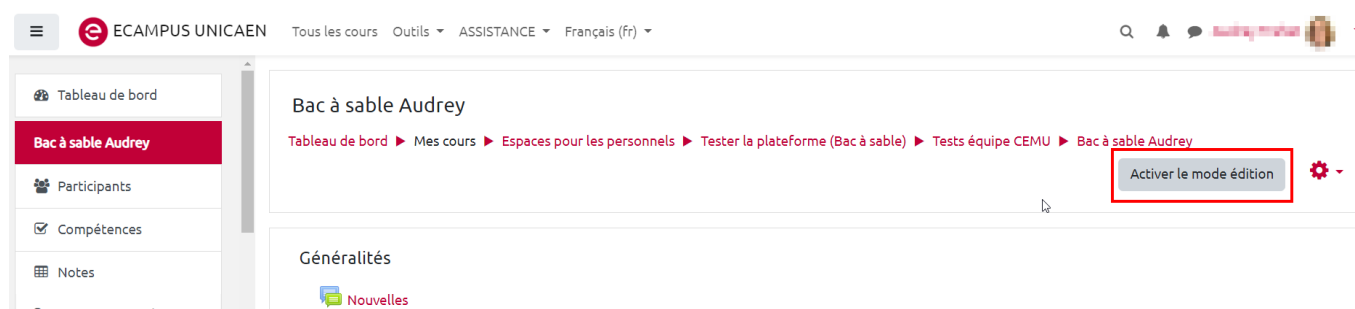 ECAMPUS UNICAEN Tous les cours Outils ASSISTANCE Français (fr)
Tableau de bord
Bac à sable Audrey
Participants
Compétences
Notes
Bac à sable Audrey
Tableau de bord ▶ Mes cours ▶ Espaces pour les personnels ▶ Tester la plateforme (Bac à sable) ▶ Tests équipe CEMU ▶ Bac à sable Audrey
Activer le mode édition
Généralités
Nouvelles